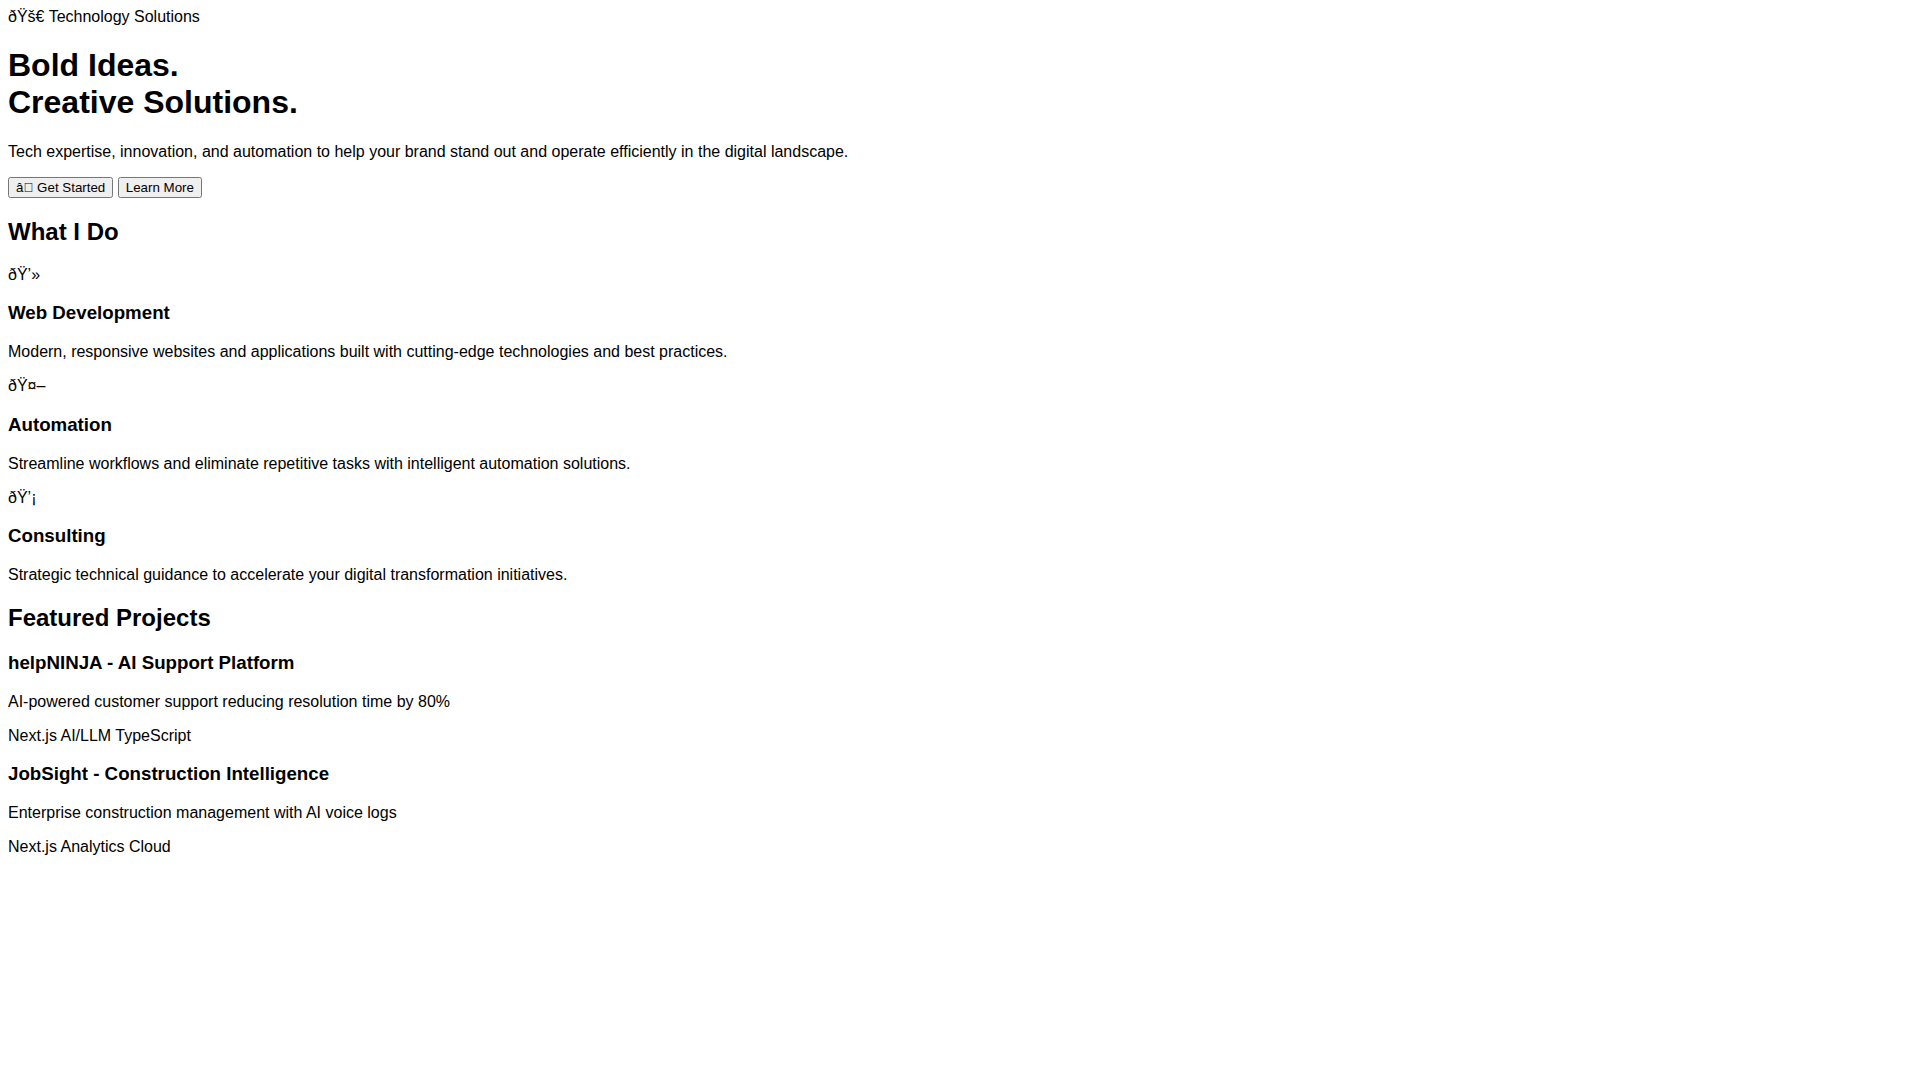 ðŸš€ Technology Solutions
Bold Ideas.
Creative Solutions.
Tech expertise, innovation, and automation to help your brand stand out and operate efficiently in the digital landscape.
â Get Started Learn More
What I Do
ðŸ’»
Web Development
Modern, responsive websites and applications built with cutting-edge technologies and best practices.
ðŸ¤–
Automation
Streamline workflows and eliminate repetitive tasks with intelligent automation solutions.
ðŸ’¡
Consulting
Strategic technical guidance to accelerate your digital transformation initiatives.
Featured Projects
helpNINJA - AI Support Platform
AI-powered customer support reducing resolution time by 80%
Next.js AI/LLM TypeScript
JobSight - Construction Intelligence
Enterprise construction management with AI voice logs
Next.js Analytics Cloud